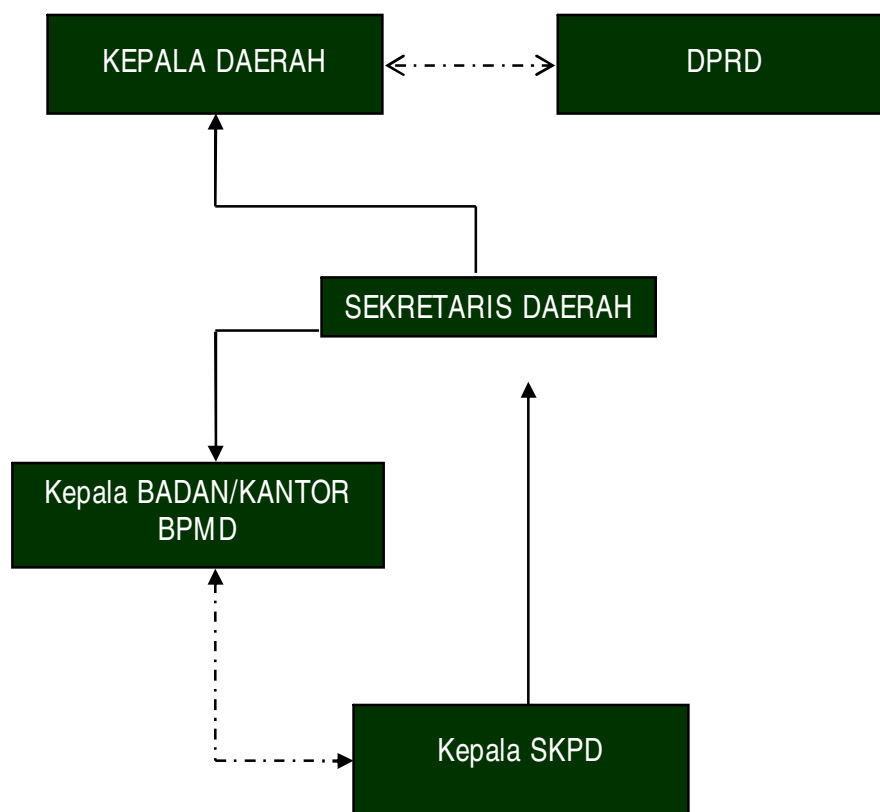 KEPALA DAERAH
DPRD
SEKRETARIS DAERAH
Kepala BADAN/KANTOR
BPMD
Kepala SKPD